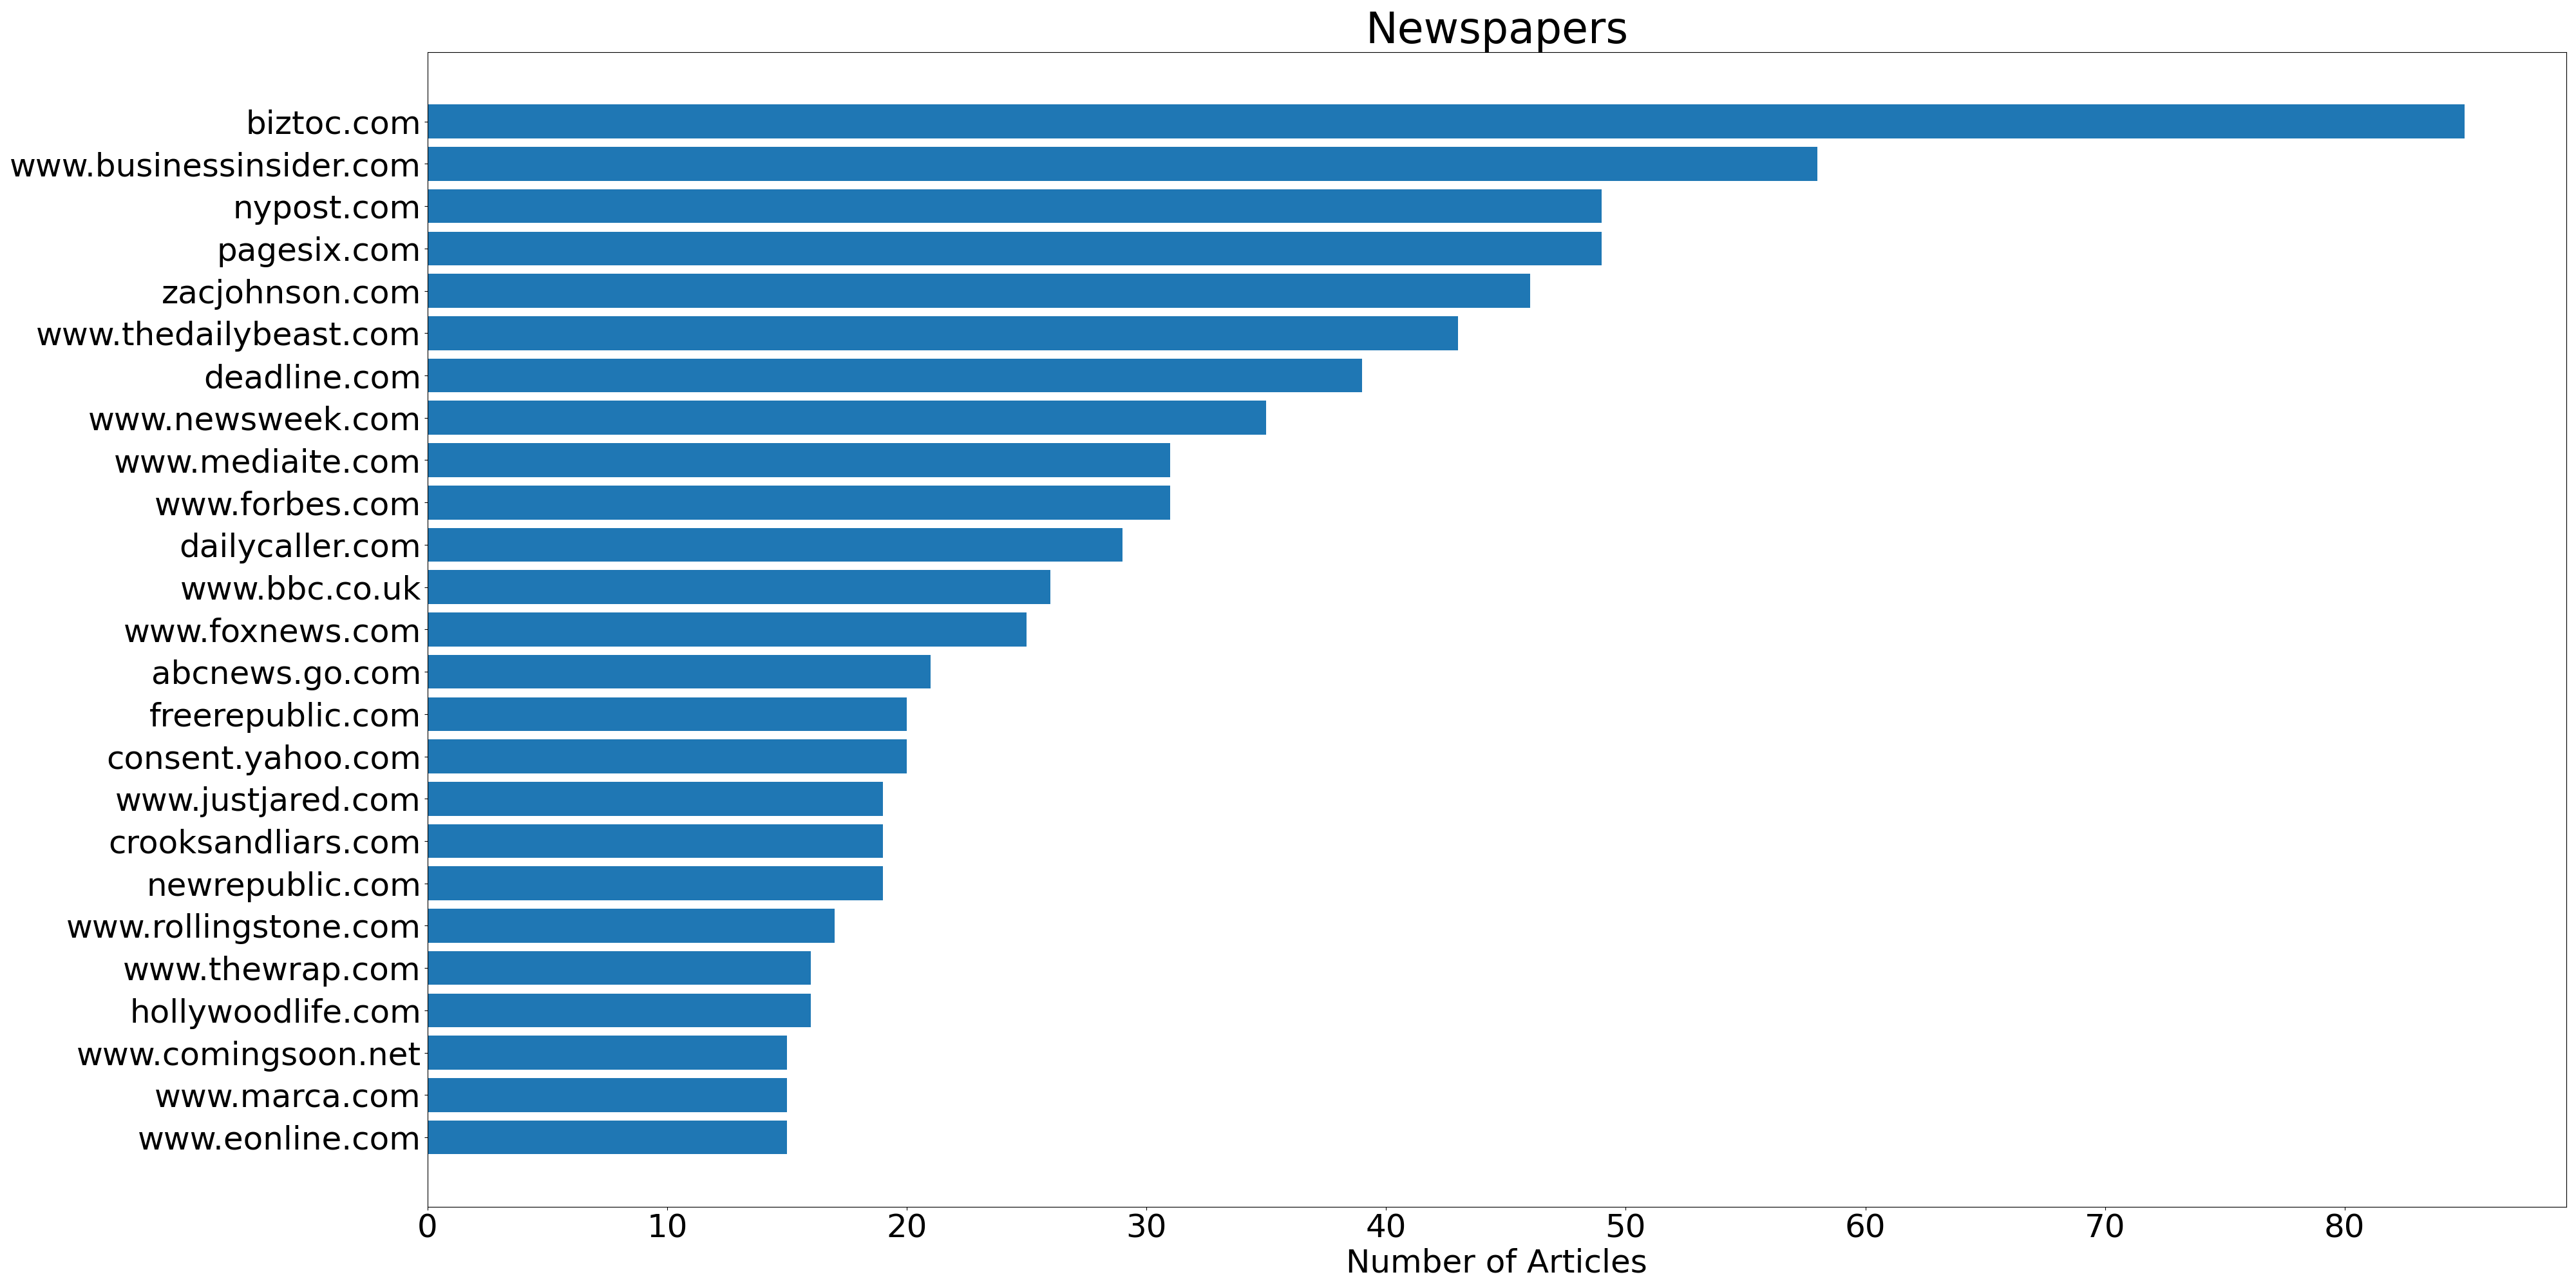 Newspapers
biztoc.com
www.businessinsider.com
nypost.com
pagesix.com
zacjohnson.com
www.thedailybeast.com
deadline.com
www.newsweek.com
www.mediaite.com
www.forbes.com
dailycaller.com
www.bbc.co.uk
www.foxnews.com
abcnews.go.com
freerepublic.com
consent.yahoo.com
www.justjared.com
crooksandliars.com
newrepublic.com
www.rollingstone.com
www.thewrap.com
hollywoodlife.com
www.comingsoon.net
www.marca.com
www.eonline.com
0 10 20 30 40 50 60 70 80
Number of Articles